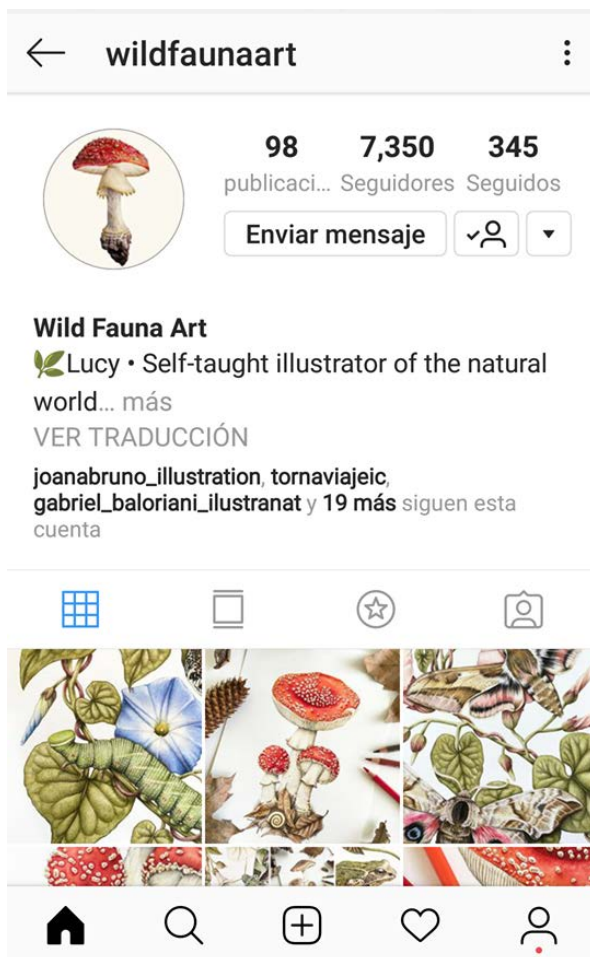 wildfaunaart
98 7,350 345
publicaci... Seguidores Seguidos
Enviar mensaje
Wild Fauna Art
🌿Lucy • Self-taught illustrator of the natural
world... más
VER TRADUCCIÓN
joanabruno_illustration, tornaviajeic,
gabriel_baloriani_ilustranat y 19 más siguen esta
cuenta